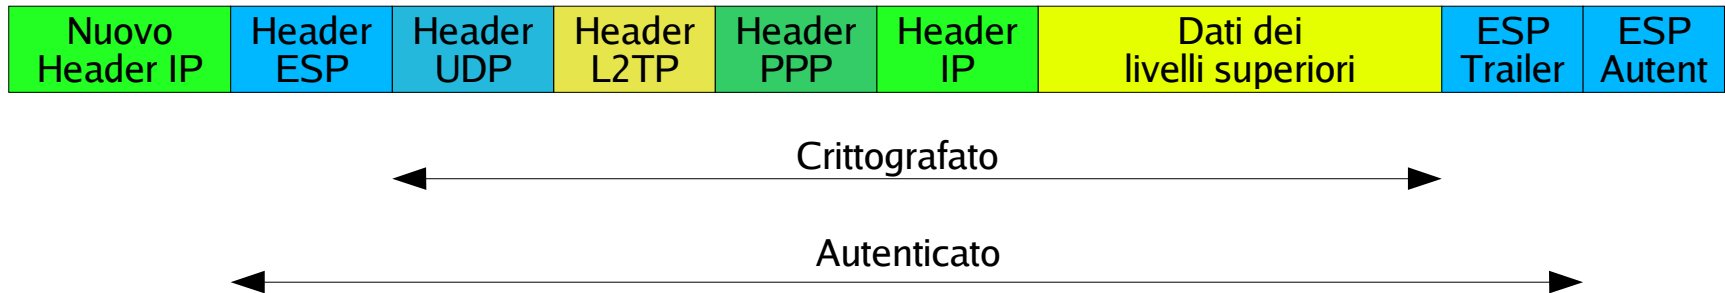 Nuovo
Header IP
Header
ESP
Header
UDP
Header
L2TP
Header
PPP
Header
IP
Dati dei
livelli superiori
ESP
Trailer
ESP
Autent
Crittografato
Autenticato